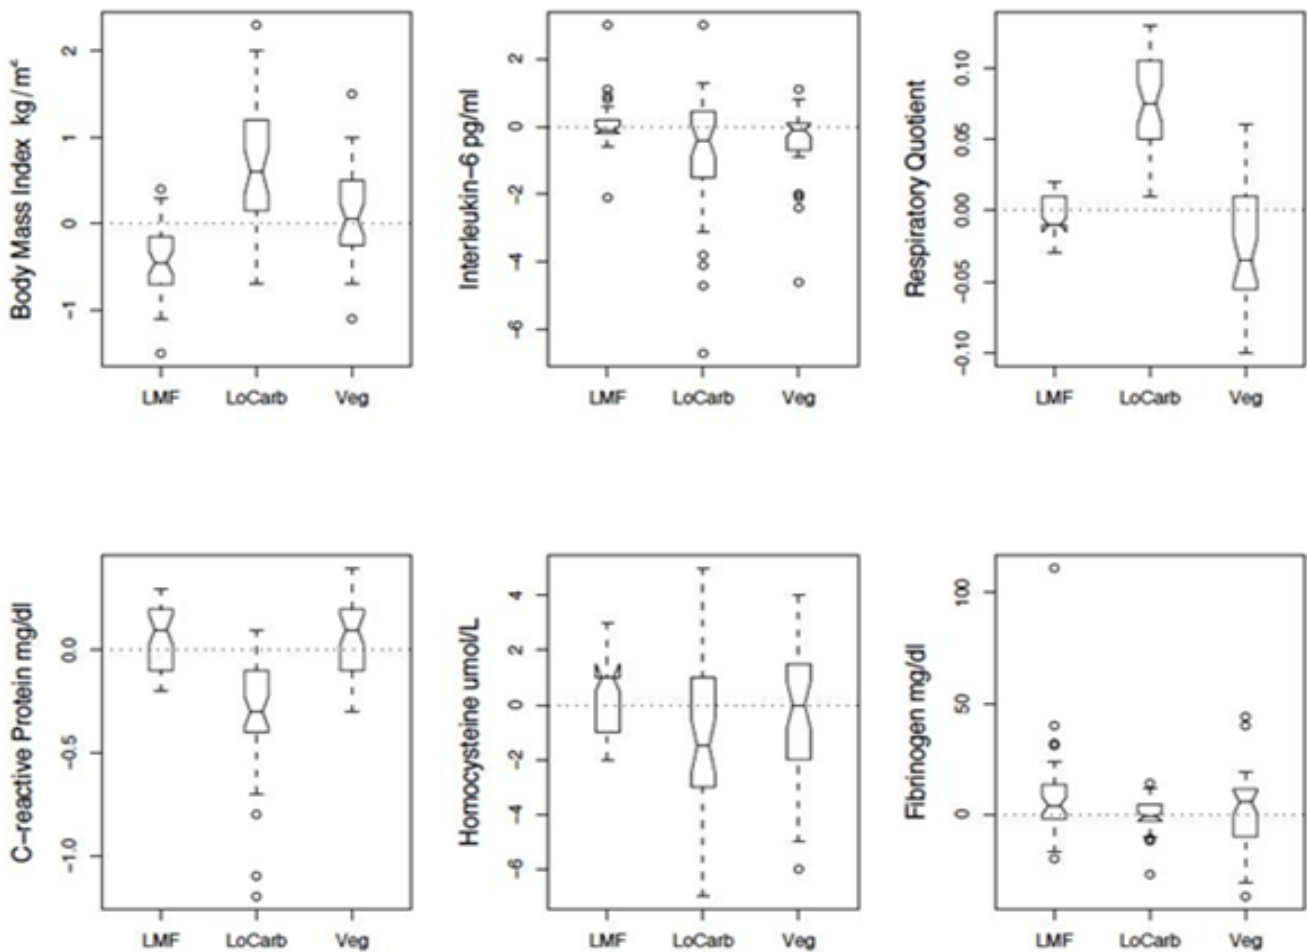 Body Mass Index kg/m²
2
1
0
−1
LMF LoCarb Veg
Interleukin−6 pg/ml
2
0
−2
−4
−6
LMF LoCarb Veg
Respiratory Quotient
0.10
0.05
0.00
−0.05
−0.10
LMF LoCarb Veg
C−reactive Protein mg/dl
0.0
−0.5
−1.0
LMF LoCarb Veg
Homocysteine umol/L
4
2
0
−2
−4
−6
LMF LoCarb Veg
Fibrinogen mg/dl
100
50
0
LMF LoCarb Veg